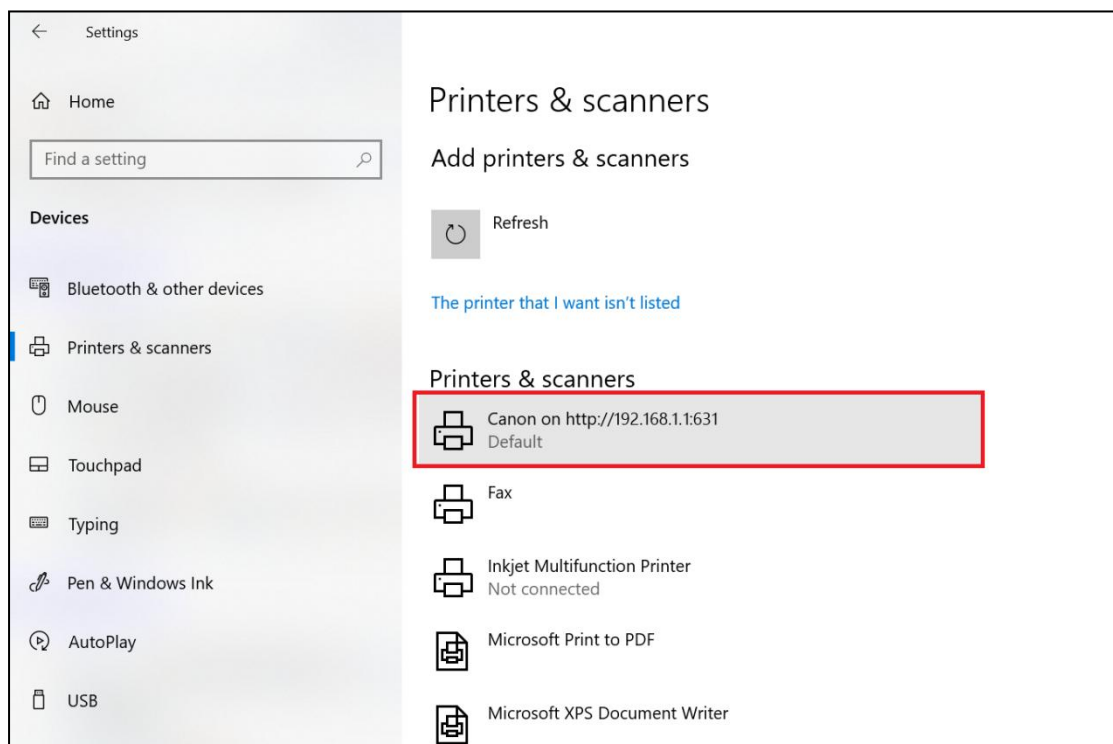 Settings
Home
Find a setting
Devices
Bluetooth & other devices
Printers & scanners
Mouse
Touchpad
Typing
Pen & Windows Ink
AutoPlay
USB
Printers & scanners
Add printers & scanners
Refresh
The printer that I want isn't listed
Printers & scanners
Canon on http://192.168.1.1:631
Default
Fax
Inkjet Multifunction Printer
Not connected
Microsoft Print to PDF
Microsoft XPS Document Writer